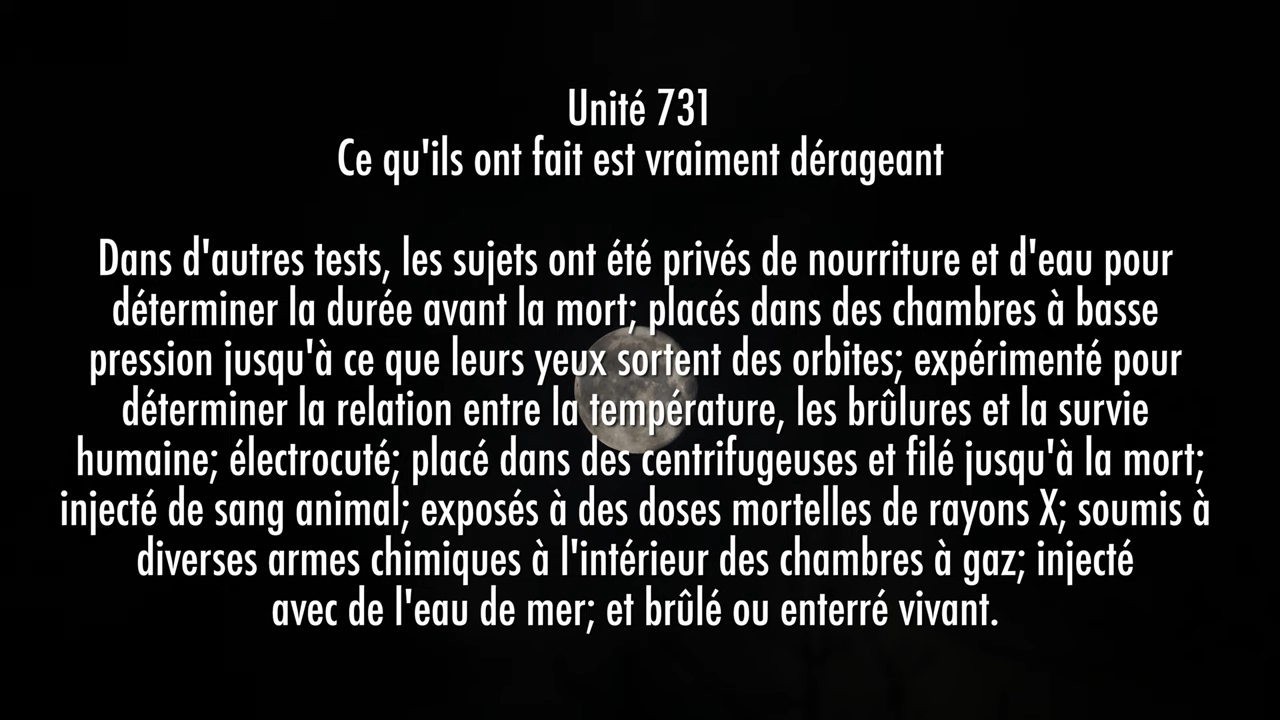 Unité 731
Ce qu'ils ont fait est vraiment dérageant
Dans d'autres tests, les sujets ont été privés de nourriture et d'eau pour
déterminer la durée avant la mort; placés dans des chambres à basse
pression jusqu'à ce que leurs yeux sortent des orbites; expérimenté pour
déterminer la relation entre la température, les brûlures et la survie
humaine; électrocuté; placé dans des centrifugeuses et filé jusqu'à la mort;
injecté de sang animal; exposés à des doses mortelles de rayons X; soumis à
diverses armes chimiques à l'intérieur des chambres à gaz; injecté
avec de l'eau de mer; et brûlé ou enterré vivant.